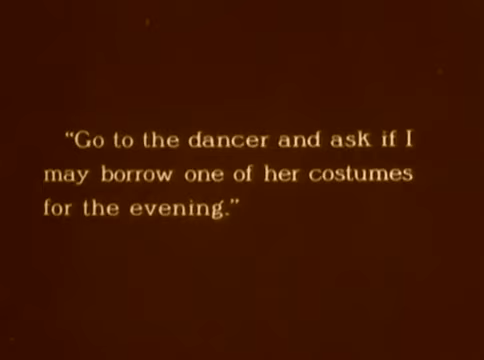 “Go to the dancer and ask if I
may borrow one of her costumes
for the evening.”